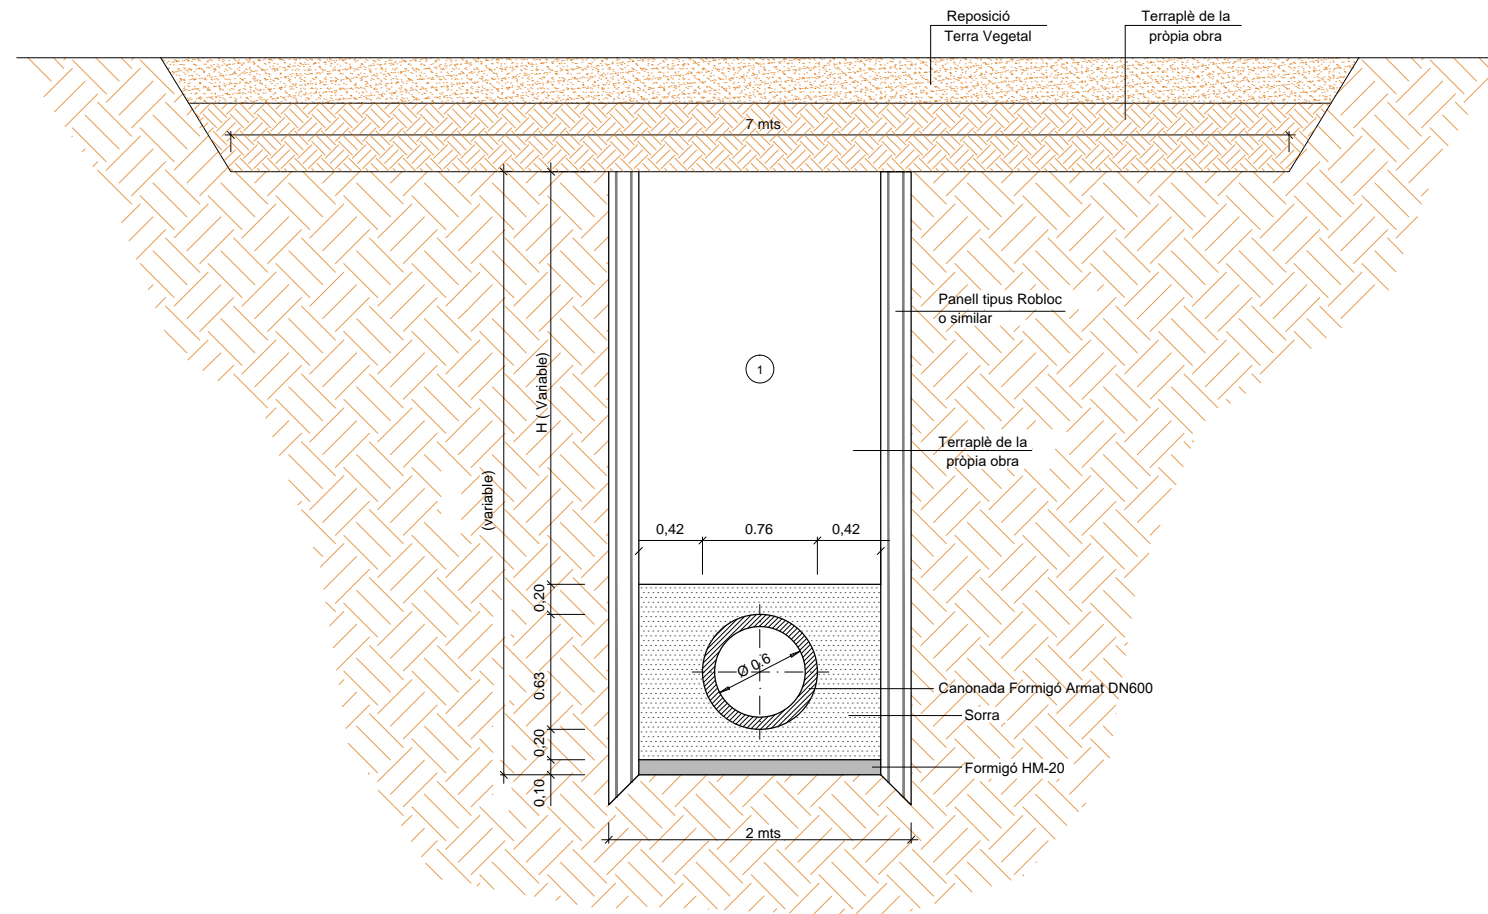 Reposició
Terra Vegetal
Terraplè de la
pròpia obra
7 mts
Panell tipus Robloc
o similar
1
H ( Variable)
(variable)
Terraplè de la
pròpia obra
0,42
0.76
0,42
0,20
0.63
0,20
0,10
Ø 0.6
Canonada Formigó Armat DN600
Sorra
Formigó HM-20
2 mts